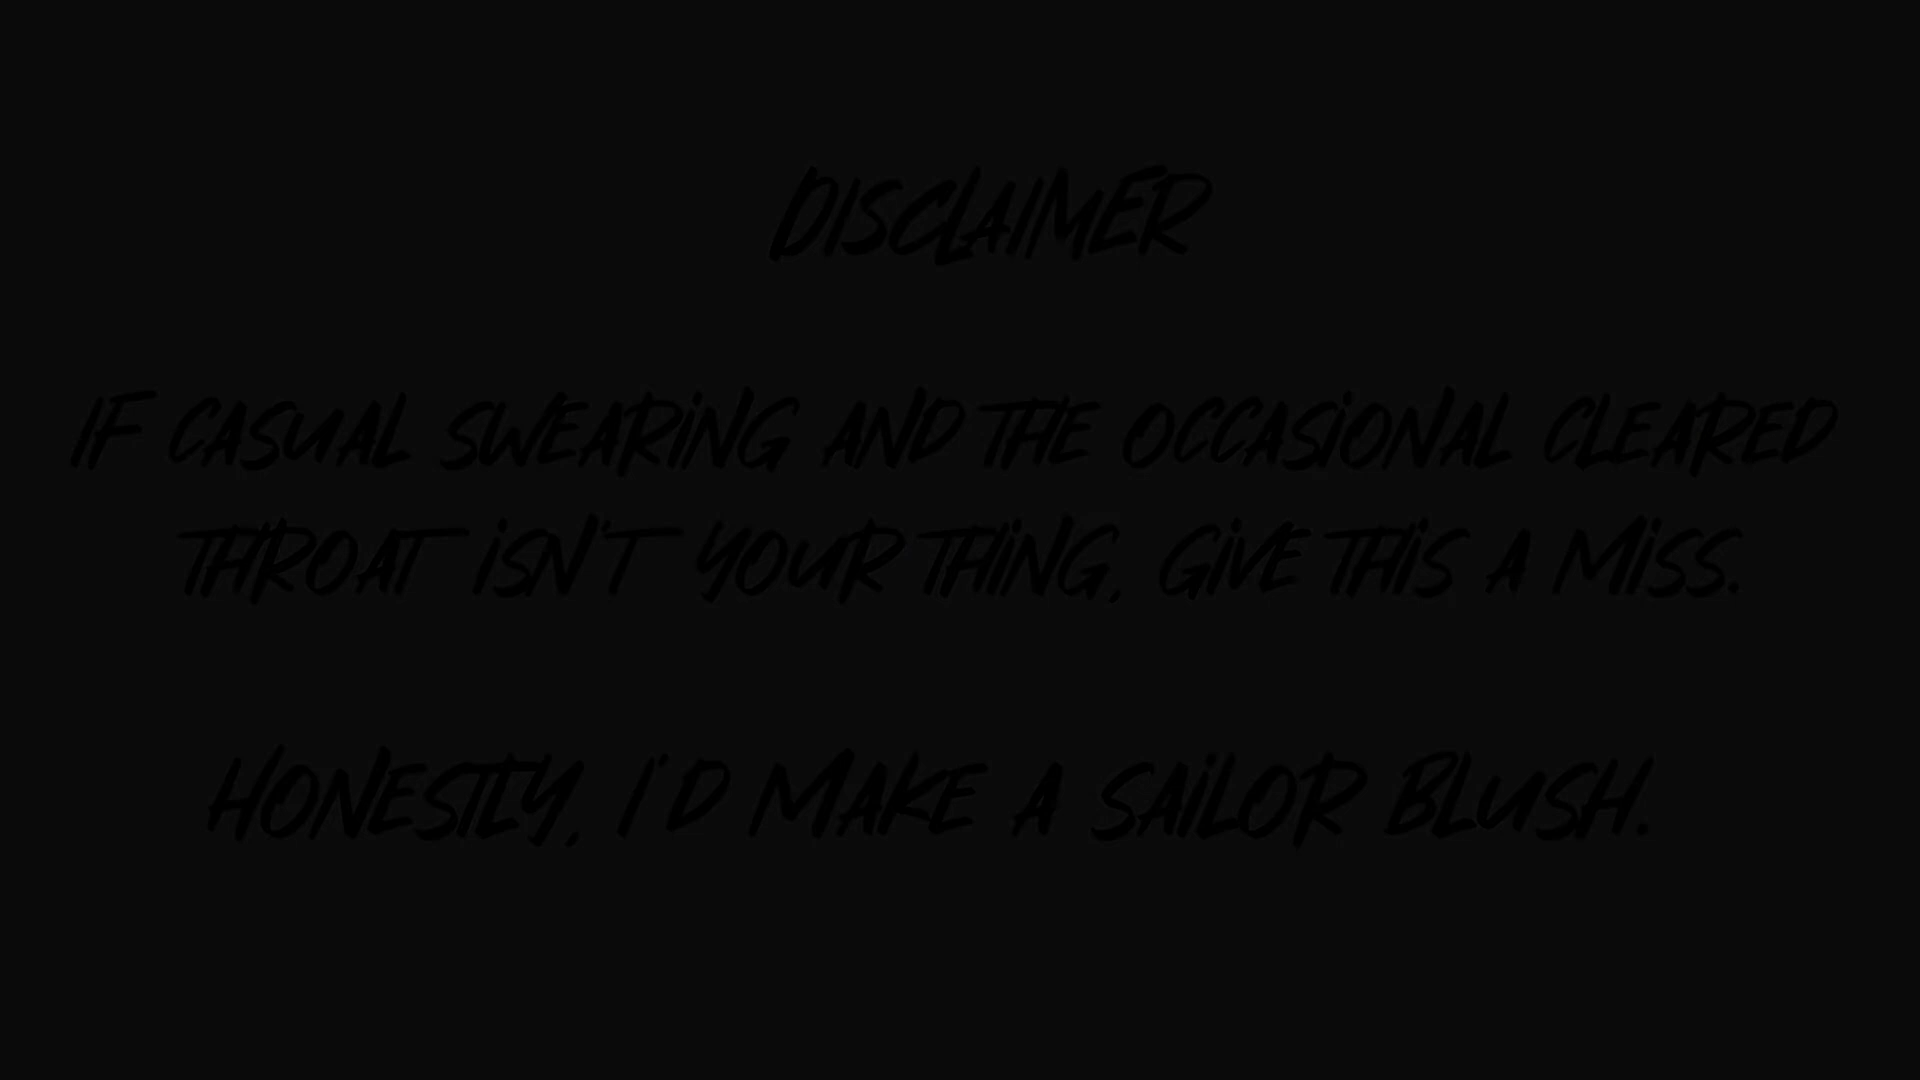 DISCLAIMER
IF CASUAL SWEARING AND THE OCCASIONAL CLEARED
THROAT ISN'T YOUR THING, GIVE THIS A MISS.
HONESTLY, I'D MAKE A SAILOR BLUSH.